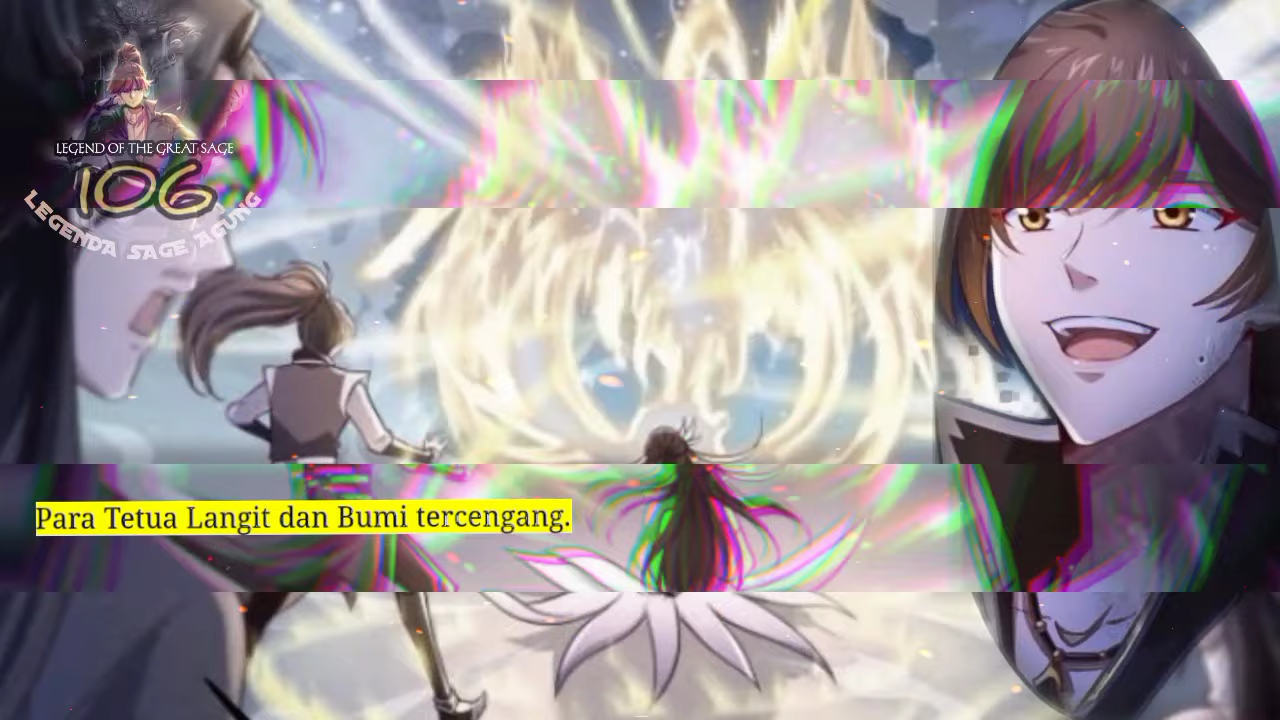 LEGEND OF THE GREAT SAGE
106
LEGENDA SAGE AGUNG
Para Tetua Langit dan Bumi tercengang.